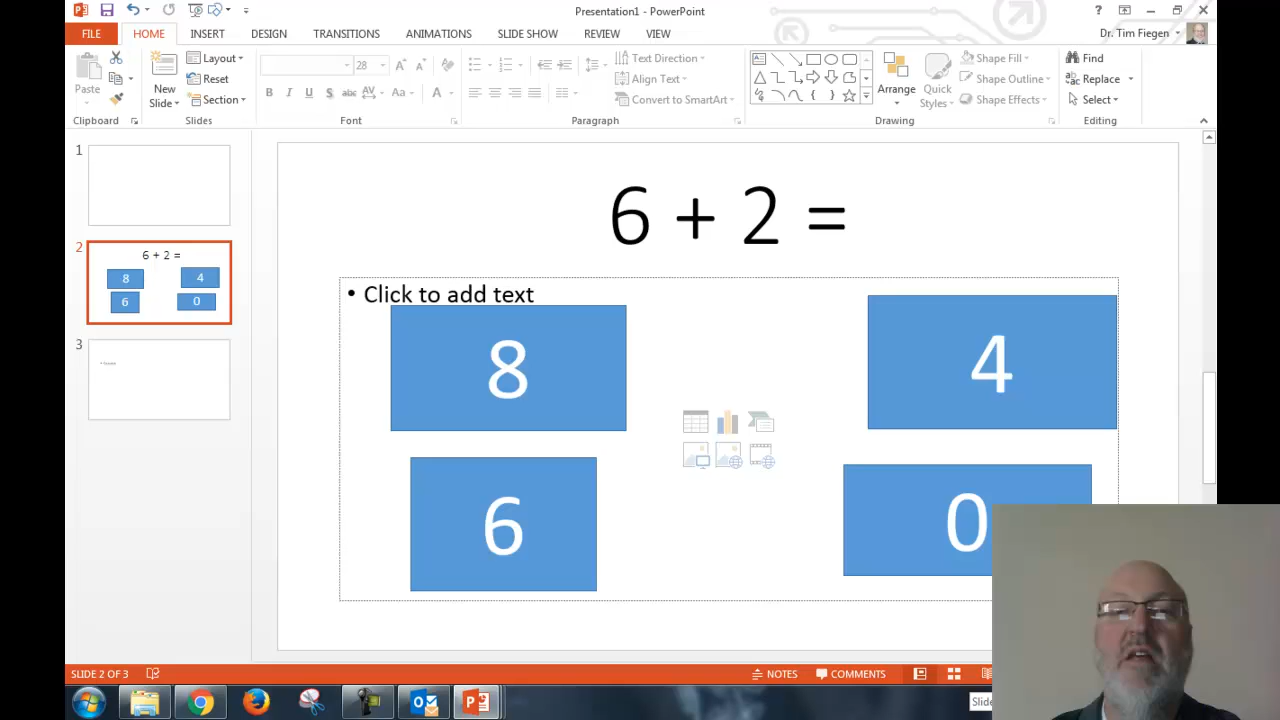 Presentation1 - PowerPoint
FILE
HOME
INSERT
DESIGN
TRANSITIONS
ANIMATIONS
SLIDE SHOW
REVIEW
VIEW
Dr. Tim Fiegen
Paste
Clipboard
New
Slide
Layout
Reset
Section
Slides
28
B I U S abc AV Aa A
Font
Text Direction
Align Text
Convert to SmartArt
Paragraph
Arrange
Quick
Styles
Shape Fill
Shape Outline
Shape Effects
Drawing
Find
Replace
Select
Editing
1
2
6 + 2 =
8
4
6
0
3
6 + 2 =
• Click to add text
8
4
6
0
SLIDE 2 OF 3
NOTES
COMMENTS